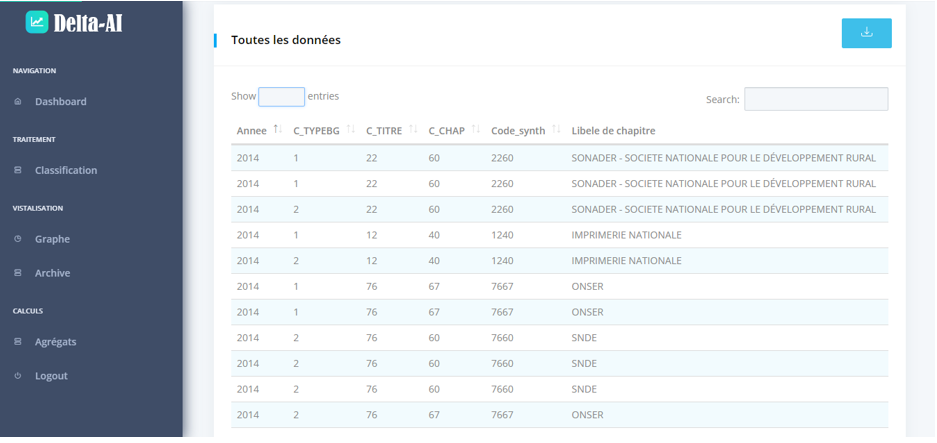 Delta-AI
NAVIGATION
Dashboard
TRAITEMENT
Classification
VISTALISATION
Graphe
Archive
CALCULS
Agrégats
Logout
Toutes les données
Show entries
Search:
Annee C_TYPEBG C_TITRE C_CHAP Code_synth Libele de chapitre
2014 1 22 60 2260 SONADER - SOCIETE NATIONALE POUR LE DÉVELOPPEMENT RURAL
2014 1 22 60 2260 SONADER - SOCIETE NATIONALE POUR LE DÉVELOPPEMENT RURAL
2014 2 22 60 2260 SONADER - SOCIETE NATIONALE POUR LE DÉVELOPPEMENT RURAL
2014 1 12 40 1240 IMPRIMERIE NATIONALE
2014 2 12 40 1240 IMPRIMERIE NATIONALE
2014 1 76 67 7667 ONSER
2014 1 76 67 7667 ONSER
2014 2 76 60 7660 SNDE
2014 2 76 60 7660 SNDE
2014 2 76 60 7660 SNDE
2014 2 76 67 7667 ONSER